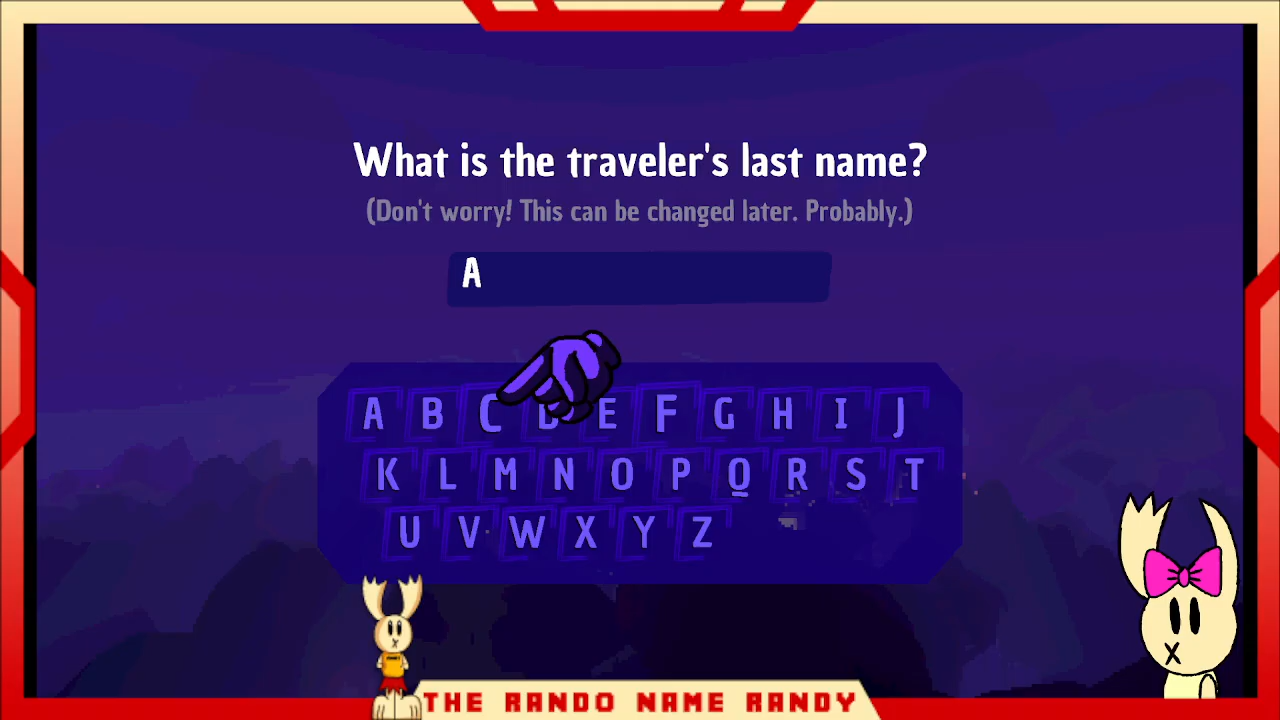 What is the traveler's last name?
(Don't worry! This can be changed later. Probably.)
A
A B C D E F G H I J
K L M N O P Q R S T
U V W X Y Z
THE RANDO NAME RANDY